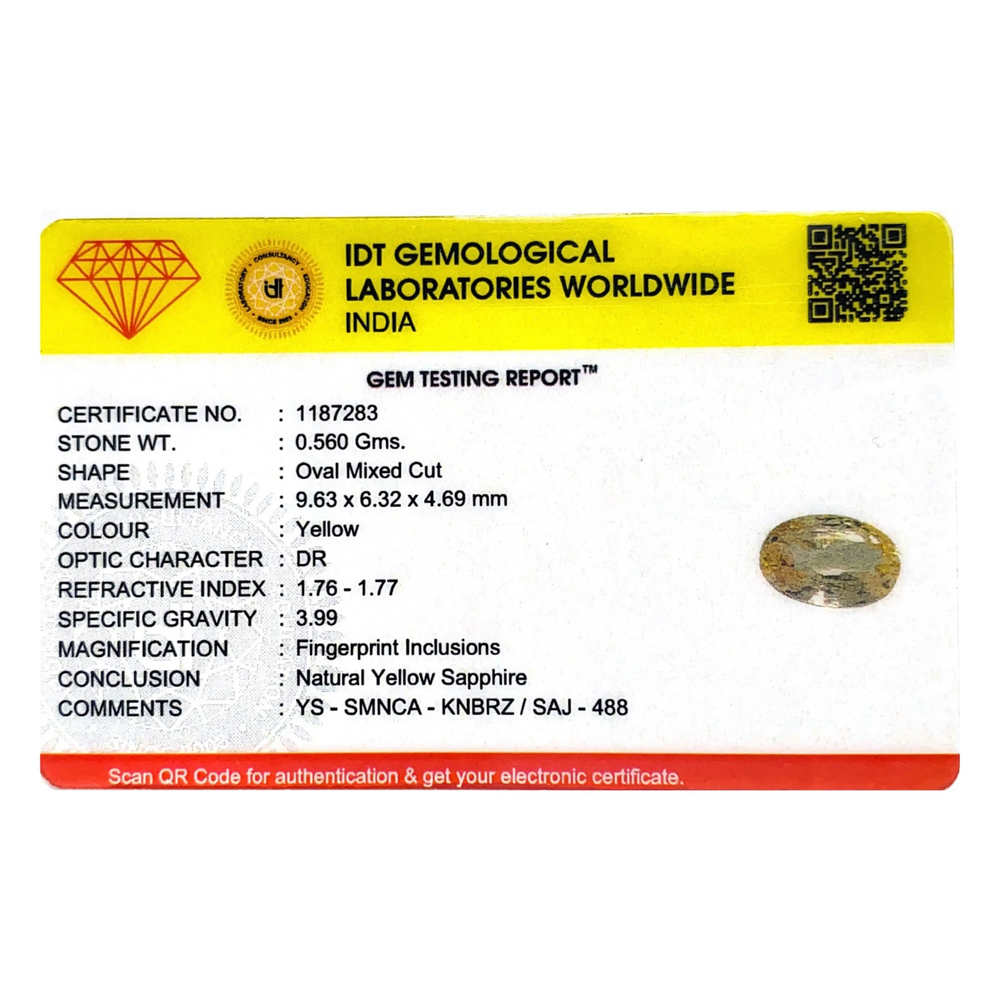 LABORATORY · CONSULTANCY · EDUCATION
IDT GEMOLOGICAL
LABORATORIES WORLDWIDE
INDIA
GEM TESTING REPORT™
CERTIFICATE NO. : 1187283
STONE WT. : 0.560 Gms.
SHAPE : Oval Mixed Cut
MEASUREMENT : 9.63 x 6.32 x 4.69 mm
COLOUR : Yellow
OPTIC CHARACTER : DR
REFRACTIVE INDEX : 1.76 - 1.77
SPECIFIC GRAVITY : 3.99
MAGNIFICATION : Fingerprint Inclusions
CONCLUSION : Natural Yellow Sapphire
COMMENTS : YS - SMNCA - KNBRZ / SAJ - 488
Scan QR Code for authentication & get your electronic certificate.